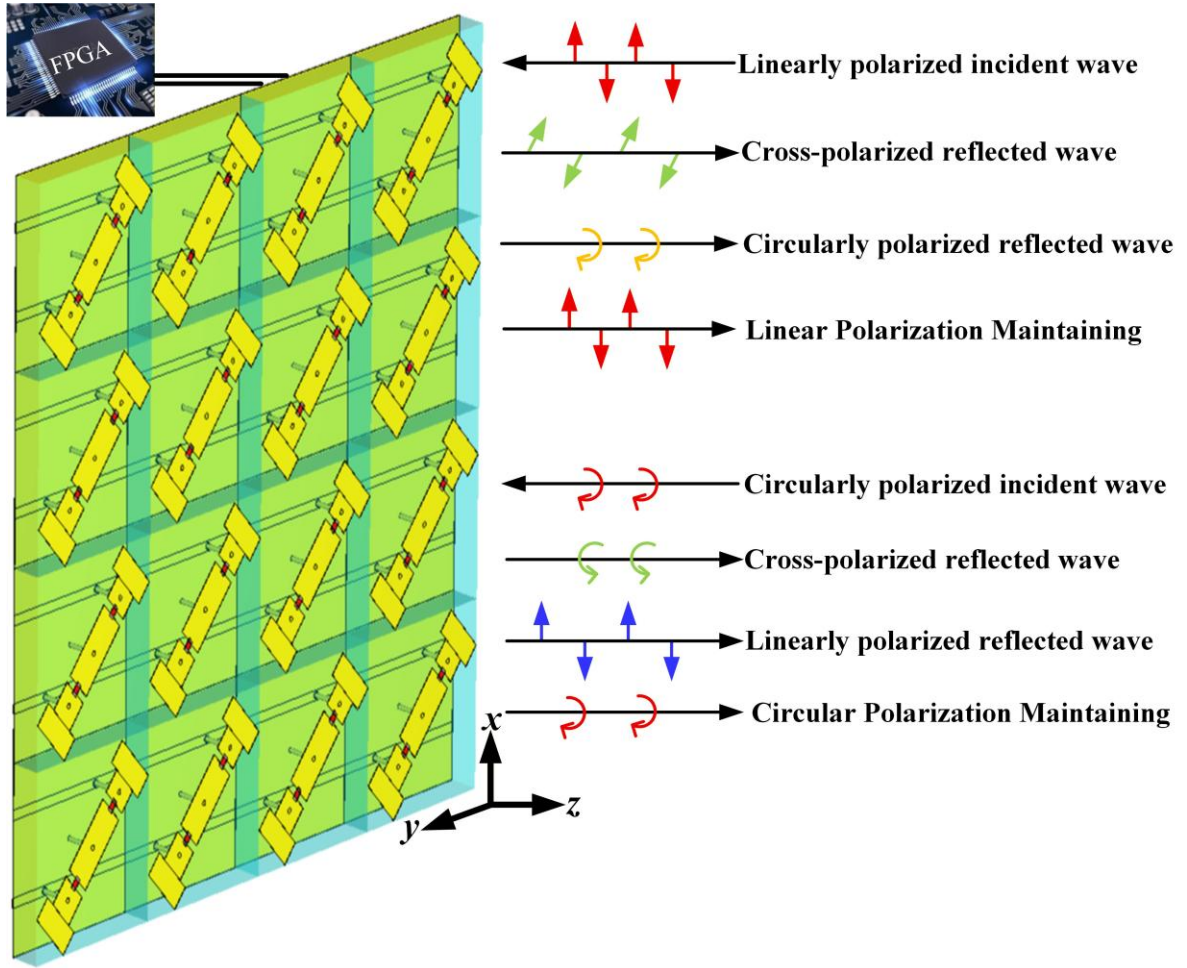 FPGA
Linearly polarized incident wave
Cross-polarized reflected wave
Circularly polarized reflected wave
Linear Polarization Maintaining
Circularly polarized incident wave
Cross-polarized reflected wave
Linearly polarized reflected wave
Circular Polarization Maintaining
x
z
y